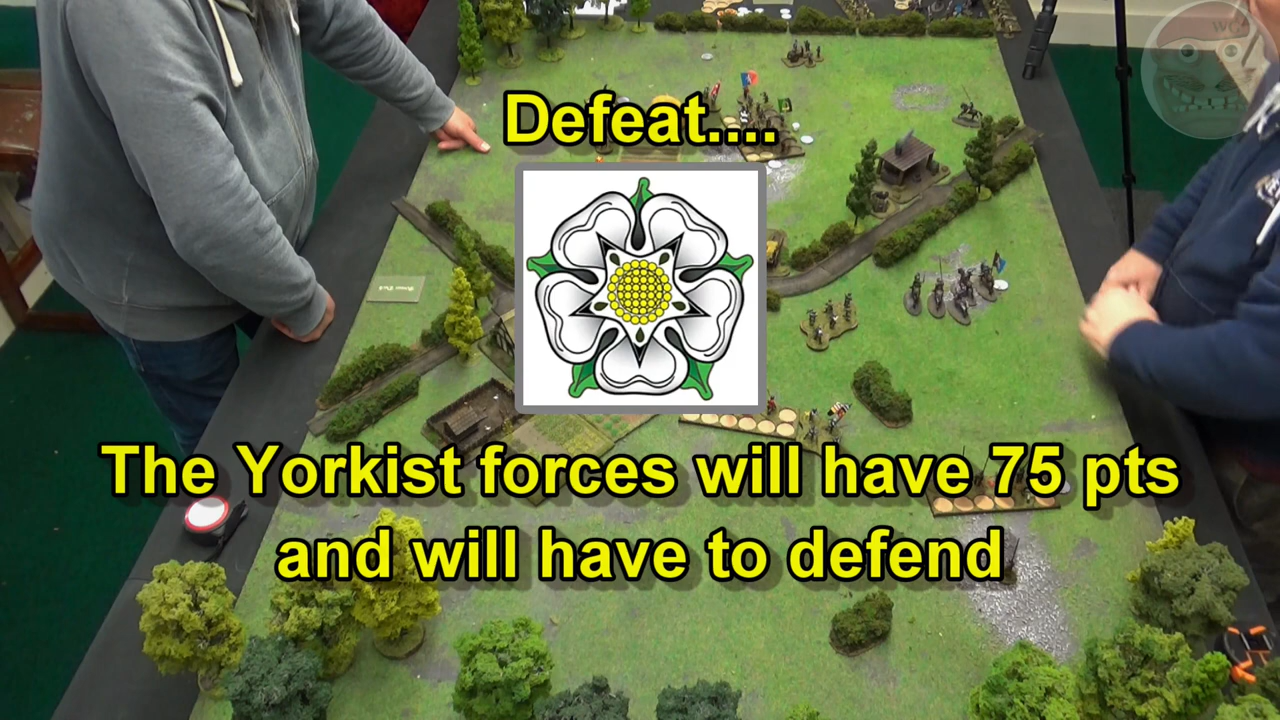 Defeat....
The Yorkist forces will have 75 pts
and will have to defend